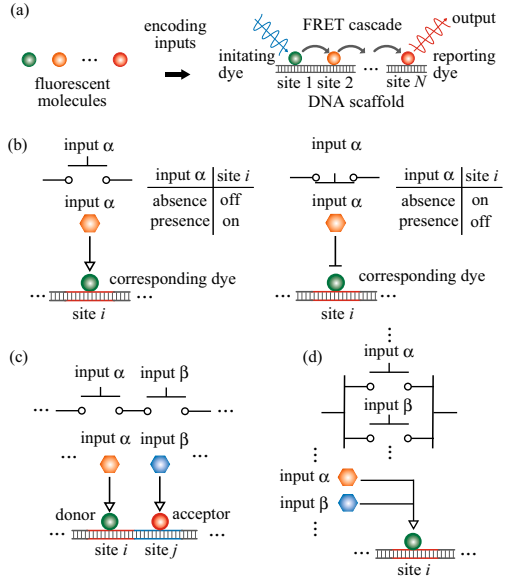 (a)
encoding
inputs
FRET cascade
output
initating
dye
reporting
dye
fluorescent
molecules
...
...
site 1 site 2 ... site N
DNA scaffold
(b)
input α
input α site i
absence off
presence on
input α
corresponding dye
... ...
site i
input α
input α site i
absence on
presence off
input α
corresponding dye
... ...
site i
(c)
input α input β
... ...
input α input β
... ...
donor acceptor
... ...
site i site j
(d)
...
input α
input β
...
...
input α
input β
...
... ...
site i